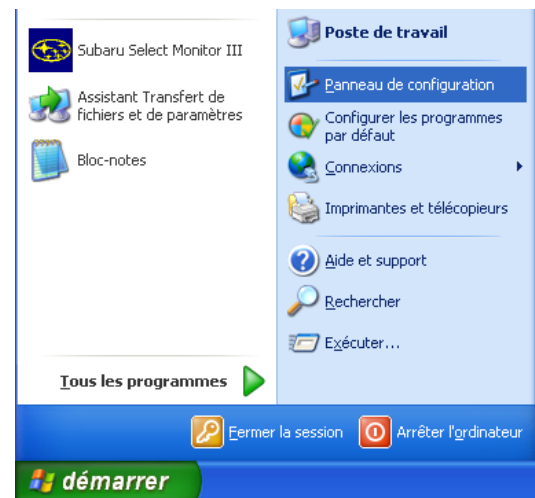 Subaru Select Monitor III
Assistant Transfert de
fichiers et de paramètres
Bloc-notes
Tous les programmes
Poste de travail
Panneau de configuration
Configurer les programmes
par défaut
Connexions
Imprimantes et télécopieurs
Aide et support
Rechercher
Exécuter...
Fermer la session
Arrêter l'ordinateur
démarrer